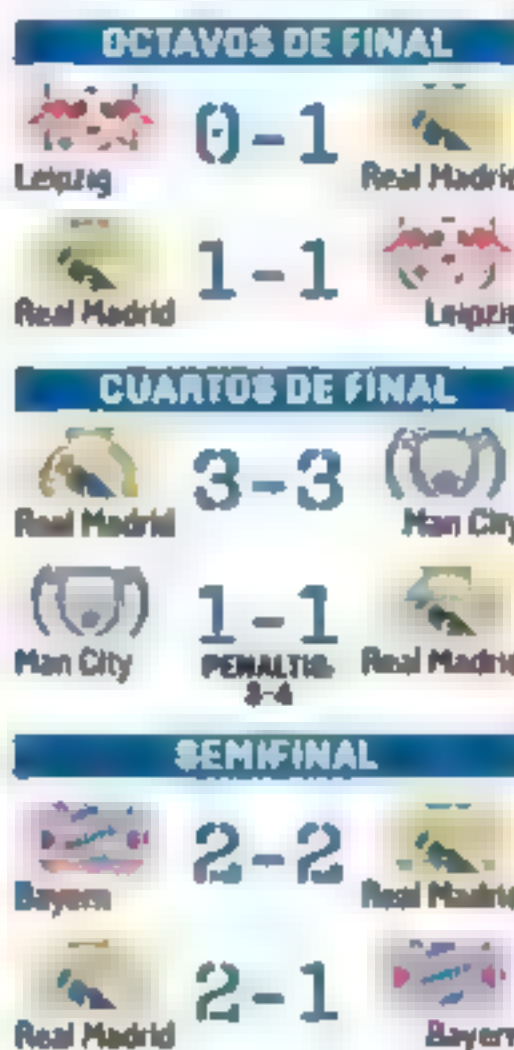 OCTAVOS DE FINAL
0-1
Leipzig Real Madrid
1-1
Real Madrid Leipzig
CUARTOS DE FINAL
3-3
Real Madrid Man City
1-1
Man City PENALTIS Real Madrid
3-4
SEMIFINAL
2-2
Bayern Real Madrid
2-1
Real Madrid Bayern